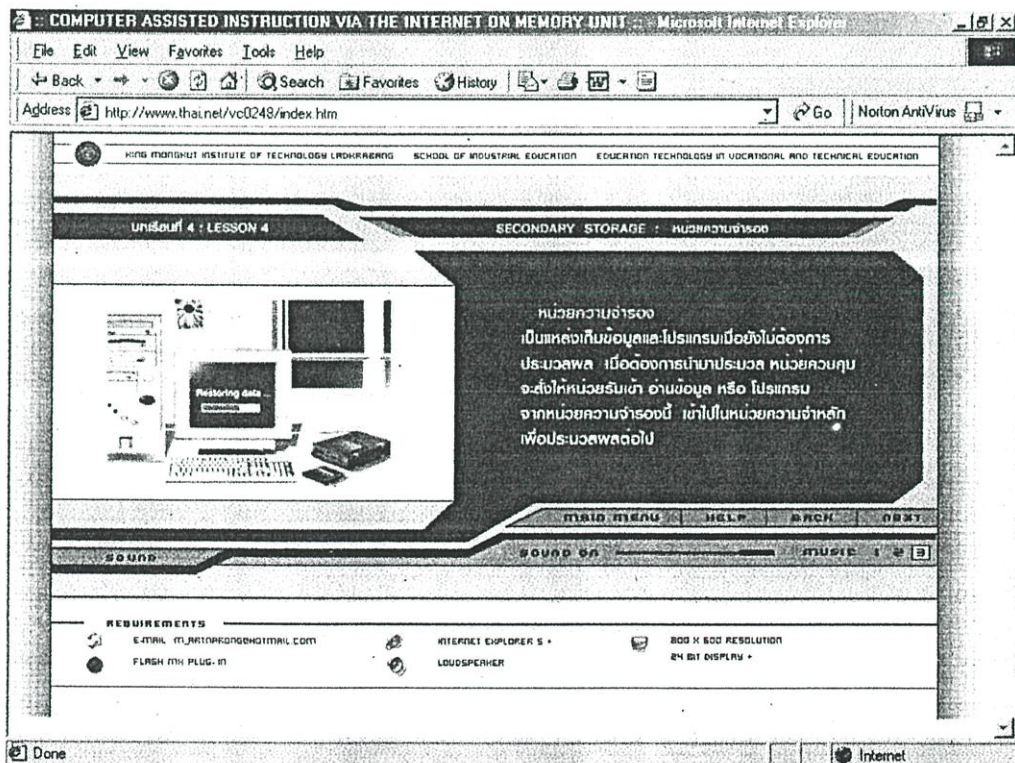 :: COMPUTER ASSISTED INSTRUCTION VIA THE INTERNET ON MEMORY UNIT :: - Microsoft Internet Explorer
File Edit View Favorites Tools Help
Back Search Favorites History
Address http://www.thai.net/vc0248/index.htm Go Norton AntiVirus
KING MONGKUT INSTITUTE OF TECHNOLOGY LADKRABANG SCHOOL OF INDUSTRIAL EDUCATION EDUCATION TECHNOLOGY IN VOCATIONAL AND TECHNICAL EDUCATION
บทเรียนที่ 4 : LESSON 4 SECONDARY STORAGE : หน่วยความจำรอง
Restoring data ...
หน่วยความจำรอง
เป็นแหล่งเก็บข้อมูลและโปรแกรมเมื่อยังไม่ต้องการ
ประมวลผล เมื่อต้องการนำมาประมวล หน่วยควบคุม
จะสั่งให้หน่วยรับเข้า อ่านข้อมูล หรือ โปรแกรม
จากหน่วยความจำรองนี้ เข้าไปในหน่วยความจำหลัก
เพื่อประมวลผลต่อไป
MAIN MENU HELP BACK NEXT
SOUND SOUND ON MUSIC 1 2 3
REQUIREMENTS
E-MAIL INTERNET EXPLORER 5 + 800 X 600 RESOLUTION
FLASH MX PLUG-IN LOUDSPEAKER 24 BIT DISPLAY +
Done Internet